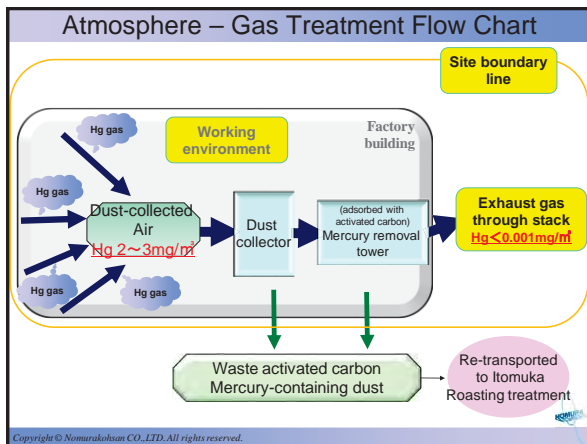 Atmosphere – Gas Treatment Flow Chart
Site boundary
line
Hg gas
Working
environment
Factory
building
Hg gas
Hg gas
Hg gas
Hg gas
Dust-collected
Air
Hg 2～3mg/㎥
Dust
collector
(adsorbed with
activated carbon)
Mercury removal
tower
Exhaust gas
through stack
Hg＜0.001mg/㎥
Waste activated carbon
Mercury-containing dust
Re-transported
to Itomuka
Roasting treatment
NOMURA
Copyright © Nomurakohsan CO.,LTD. All rights reserved.